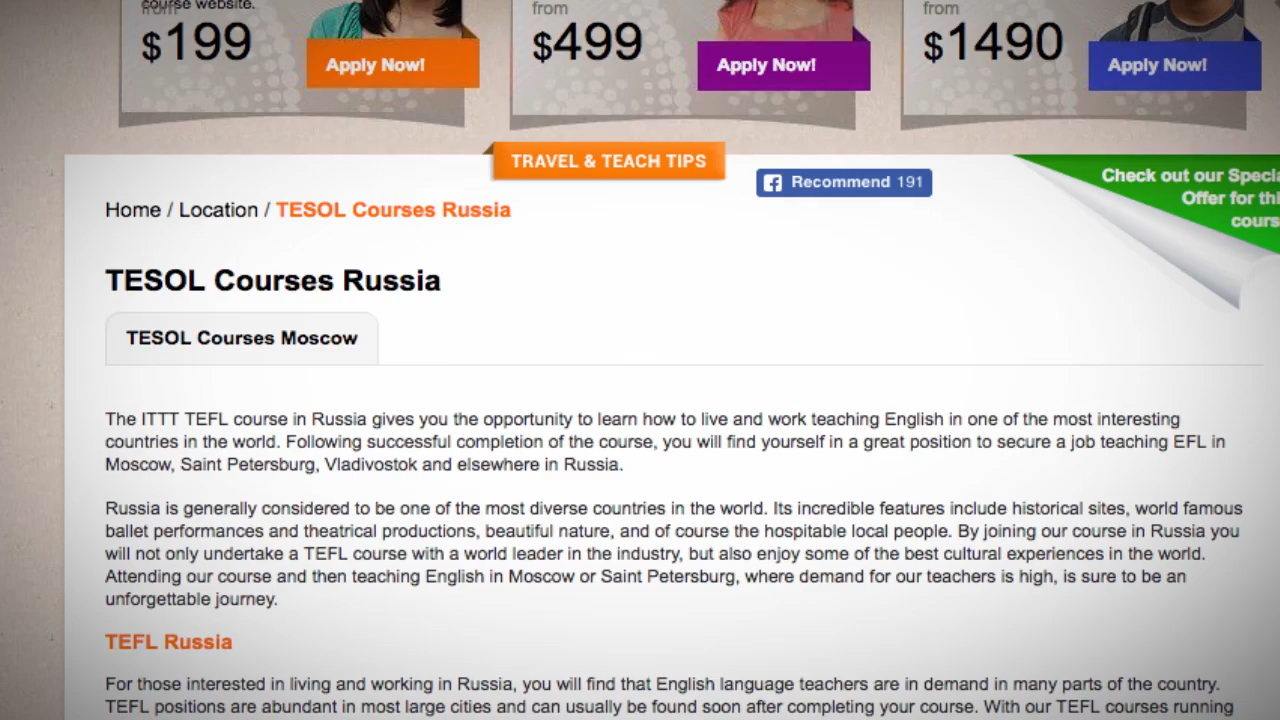 course website.
from
from
from
$199
$499
$1490
Apply Now!
Apply Now!
Apply Now!
TRAVEL & TEACH TIPS
Recommend 191
Check out our
Offer for
Home / Location / TESOL Courses Russia
TESOL Courses Russia
TESOL Courses Moscow
The ITTT TEFL course in Russia gives you the opportunity to learn how to live and work teaching English in one of the most interesting
countries in the world. Following successful completion of the course, you will find yourself in a great position to secure a job teaching EFL in
Moscow, Saint Petersburg, Vladivostok and elsewhere in Russia.
Russia is generally considered to be one of the most diverse countries in the world. Its incredible features include historical sites, world famous
ballet performances and theatrical productions, beautiful nature, and of course the hospitable local people. By joining our course in Russia you
will not only undertake a TEFL course with a world leader in the industry, but also enjoy some of the best cultural experiences in the world.
Attending our course and then teaching English in Moscow or Saint Petersburg, where demand for our teachers is high, is sure to be an
unforgettable journey.
TEFL Russia
For those interested in living and working in Russia, you will find that English language teachers are in demand in many parts of the country.
TEFL positions are abundant in most large cities and can usually be found soon after completing your course. With our TEFL courses running